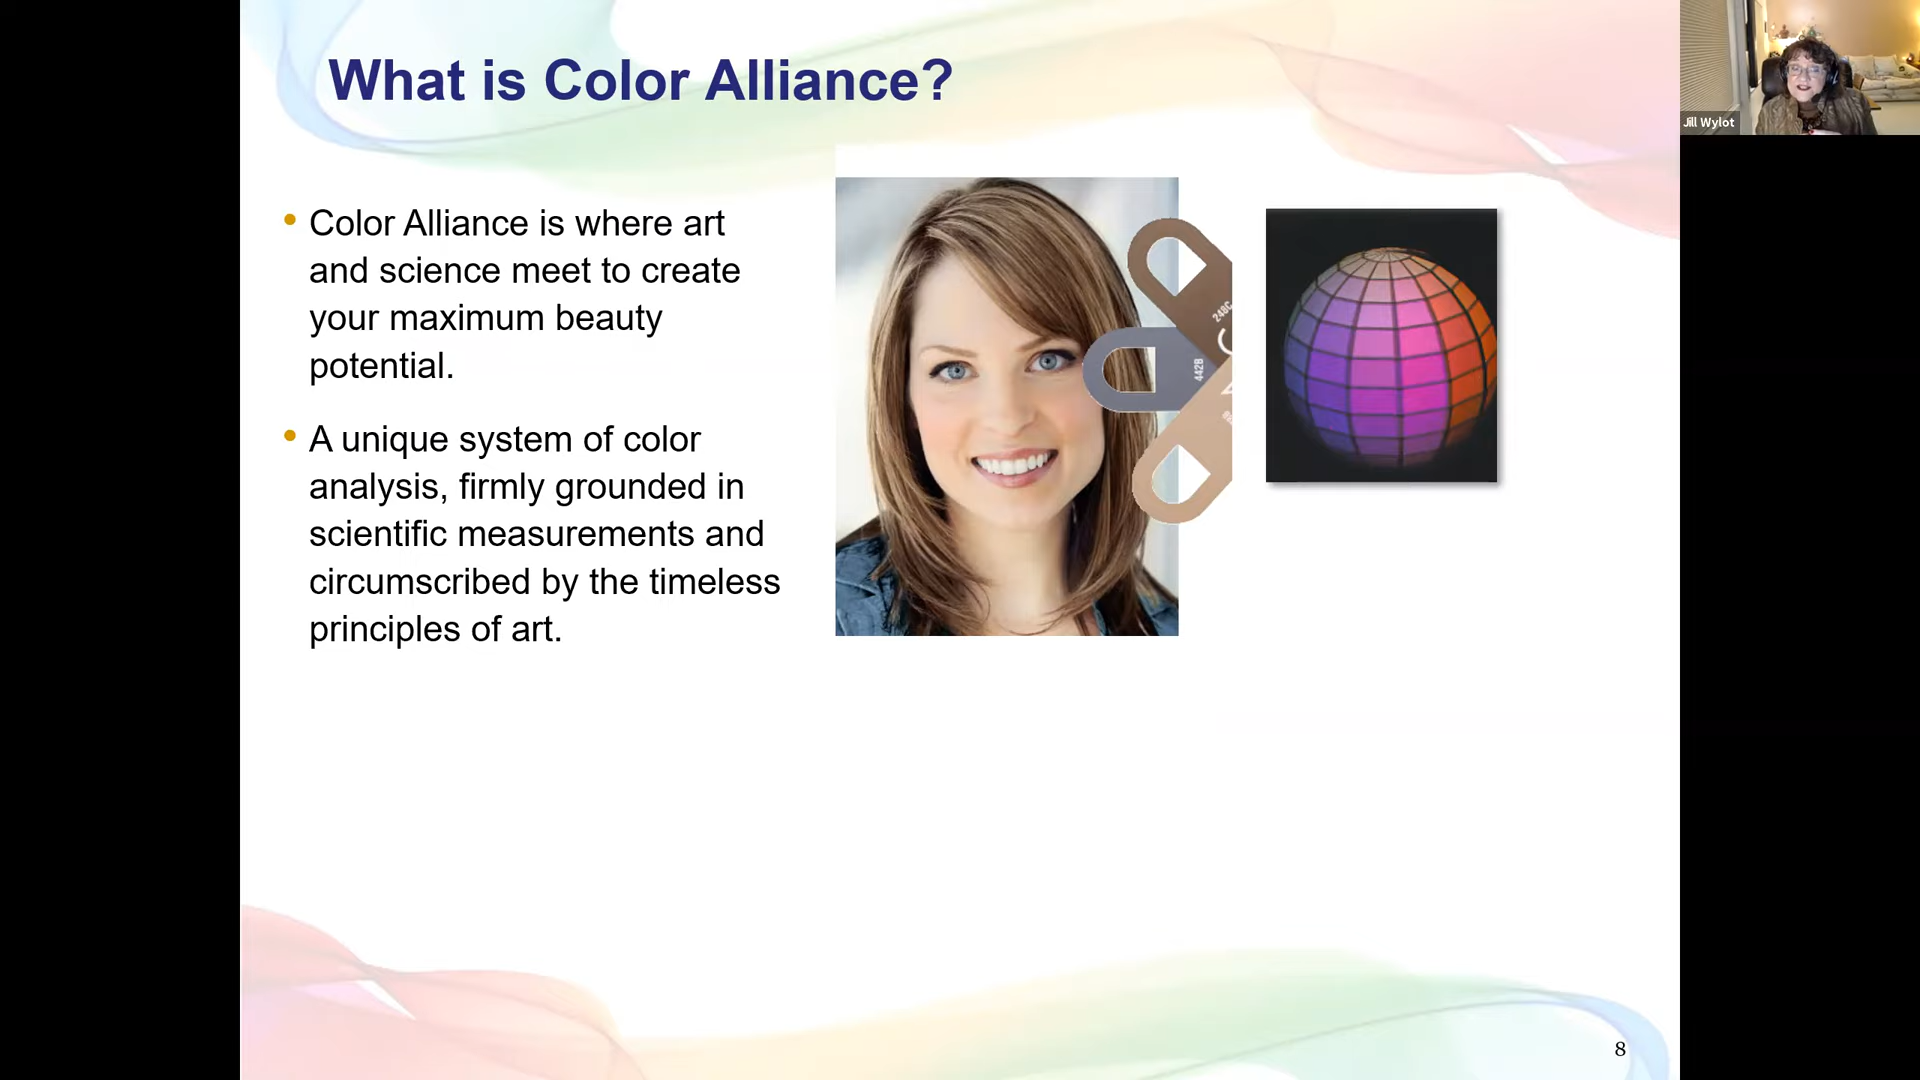 What is Color Alliance?
Jill Wylot
• Color Alliance is where art
and science meet to create
your maximum beauty
potential.
• A unique system of color
analysis, firmly grounded in
scientific measurements and
circumscribed by the timeless
principles of art.
248C
442B
8